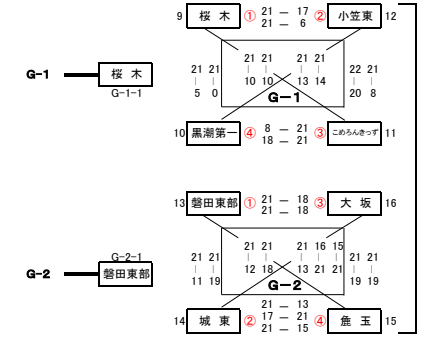 9 桜 木 ① 21 — 17 ② 小笠東 12
21 — 6
21 21 21 21 21 21 22 21
| | | | | | | |
5 0 10 10 13 14 20 8
G-1 桜 木
G-1-1
G-1
10 黒潮第一 ④ 8 — 21 ③ こめろんきっず 11
18 — 21
13 磐田東部 ① 21 — 18 ③ 大 坂 16
21 — 18
21 21 21 21 21 16 15 21 21
| | | | | | | | |
11 19 12 18 13 21 21 19 19
G-2-1
G-2 磐田東部
G-2
21 — 13
14 城 東 ② 17 — 21 ④ 麁 玉 15
21 — 15